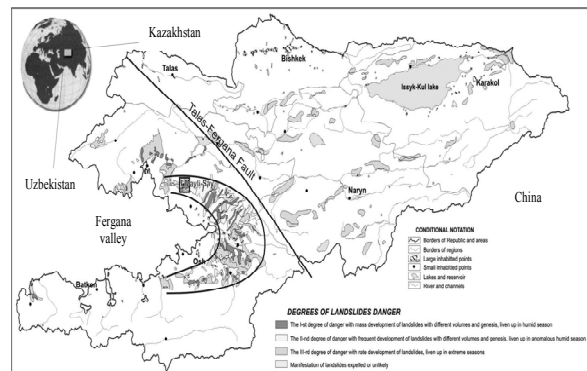 Kazakhstan
Bishkek
Talas
Issyk-Kul lake
Karakol
Talas-Fergana Fault
Uzbekistan
Naryn
China
Fergana
valley
Osh
Batken
CONDITIONAL NOTATION
Borders of Republic and areas
Borders of regions
Large inhabitted points
Small inhabitted points
Lakes and reservoir
River and channels
DEGREES OF LANDSLIDES DANGER
The I-st degree of danger with mass development of landslides with different volumes and genesis, liven up in humid season
The II-nd degree of danger with frequent development of landslides with different volumes and genesis, liven up in anomalous humid season
The III-rd degree of danger with rate development of landslides, liven up in extreme seasons
Manifestation of landslides expelled or unlikely